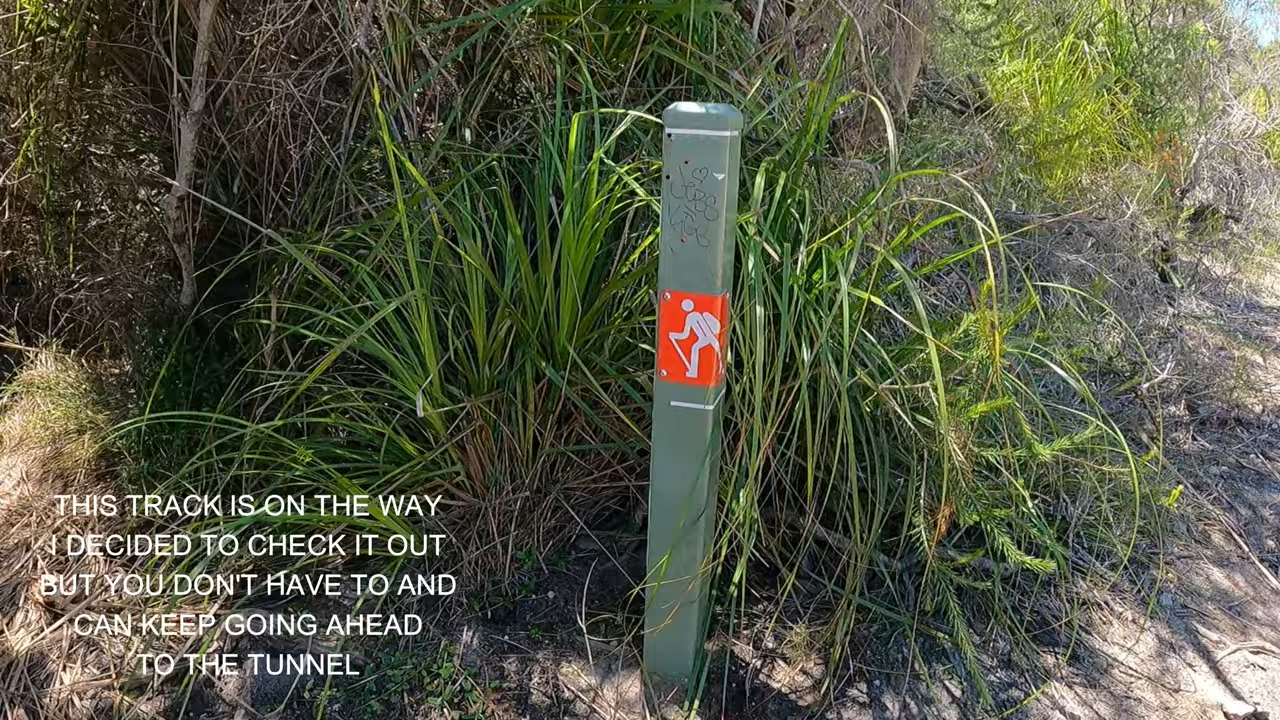 THIS TRACK IS ON THE WAY
I DECIDED TO CHECK IT OUT
BUT YOU DON'T HAVE TO AND
CAN KEEP GOING AHEAD
TO THE TUNNEL